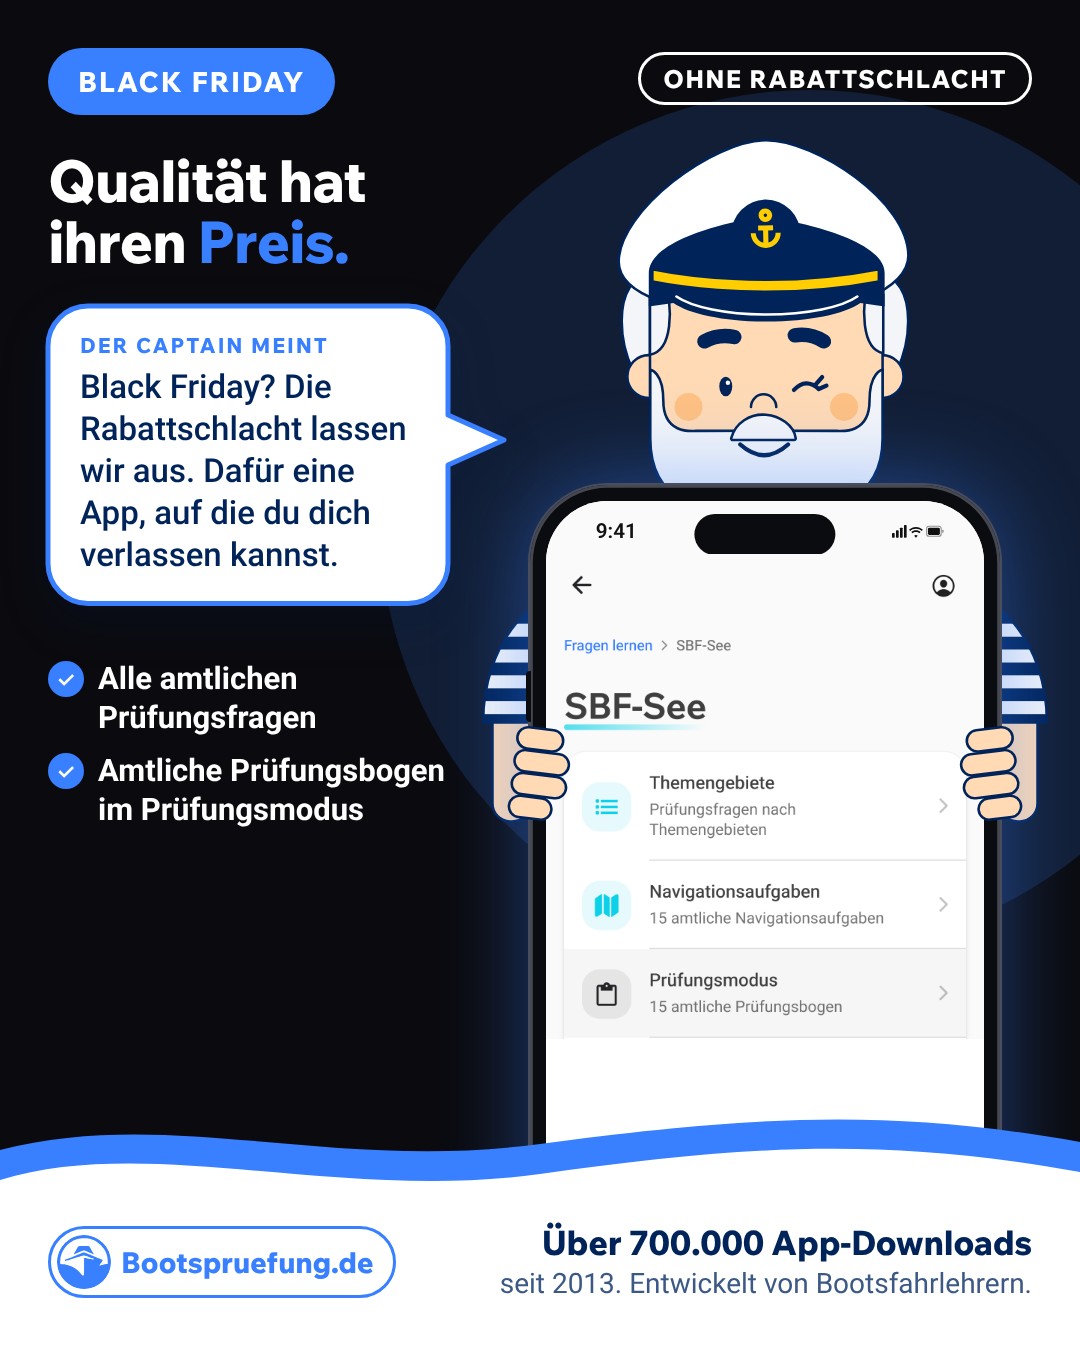 BLACK FRIDAY
OHNE RABATTSCHLACHT
Qualität hat
ihren Preis.
DER CAPTAIN MEINT
Black Friday? Die
Rabattschlacht lassen
wir aus. Dafür eine
App, auf die du dich
verlassen kannst.
Alle amtlichen
Prüfungsfragen
Amtliche Prüfungsbogen
im Prüfungsmodus
9:41
Fragen lernen > SBF-See
SBF-See
Themengebiete
Prüfungsfragen nach
Themengebieten
Navigationsaufgaben
15 amtliche Navigationsaufgaben
Prüfungsmodus
15 amtliche Prüfungsbogen
Bootspruefung.de
Über 700.000 App-Downloads
seit 2013. Entwickelt von Bootsfahrlehrern.